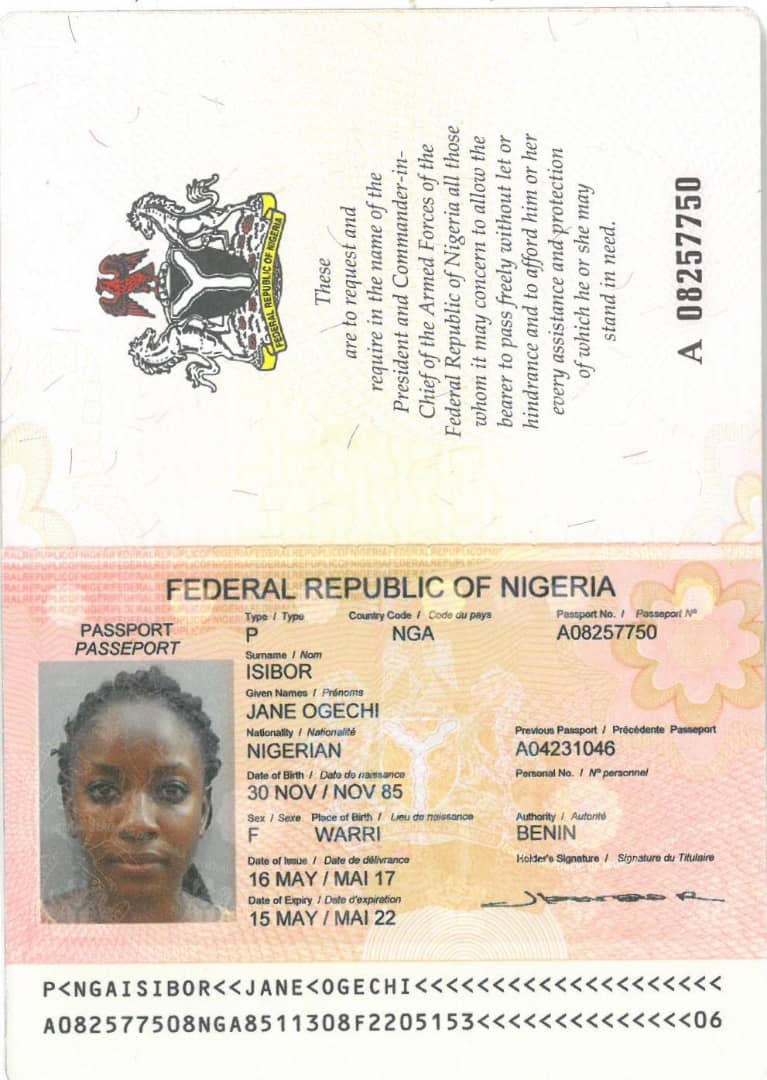 FEDERAL REPUBLIC OF NIGERIA
These
are to request and
require in the name of the
President and Commander-in-
Chief of the Armed Forces of the
Federal Republic of Nigeria all those
whom it may concern to allow the
bearer to pass freely without let or
hindrance and to afford him or her
every assistance and protection
of which he or she may
stand in need.
A 08257750
FEDERAL REPUBLIC OF NIGERIA
PASSPORT
PASSEPORT
Type / Type Country Code / Code du pays Passport No. / Passeport N°
P NGA A08257750
Surname / Nom
ISIBOR
Given Names / Prénoms
JANE OGECHI
Nationality / Nationalité Previous Passport / Précédente Passeport
NIGERIAN A04231046
Date of Birth / Date de naissance Personal No. / N° personnel
30 NOV / NOV 85
Sex / Sexe Place of Birth / Lieu de naissance Authority / Autorité
F WARRI BENIN
Date of Issue / Date de délivrance Holder's Signature / Signature du Titulaire
16 MAY / MAI 17
Date of Expiry / Date d'expiration
15 MAY / MAI 22
P<NGAISIBOR<<JANE<OGECHI<<<<<<<<<<<<<<<<<<<<
A082577508NGA8511308F2205153<<<<<<<<<<<<<<06